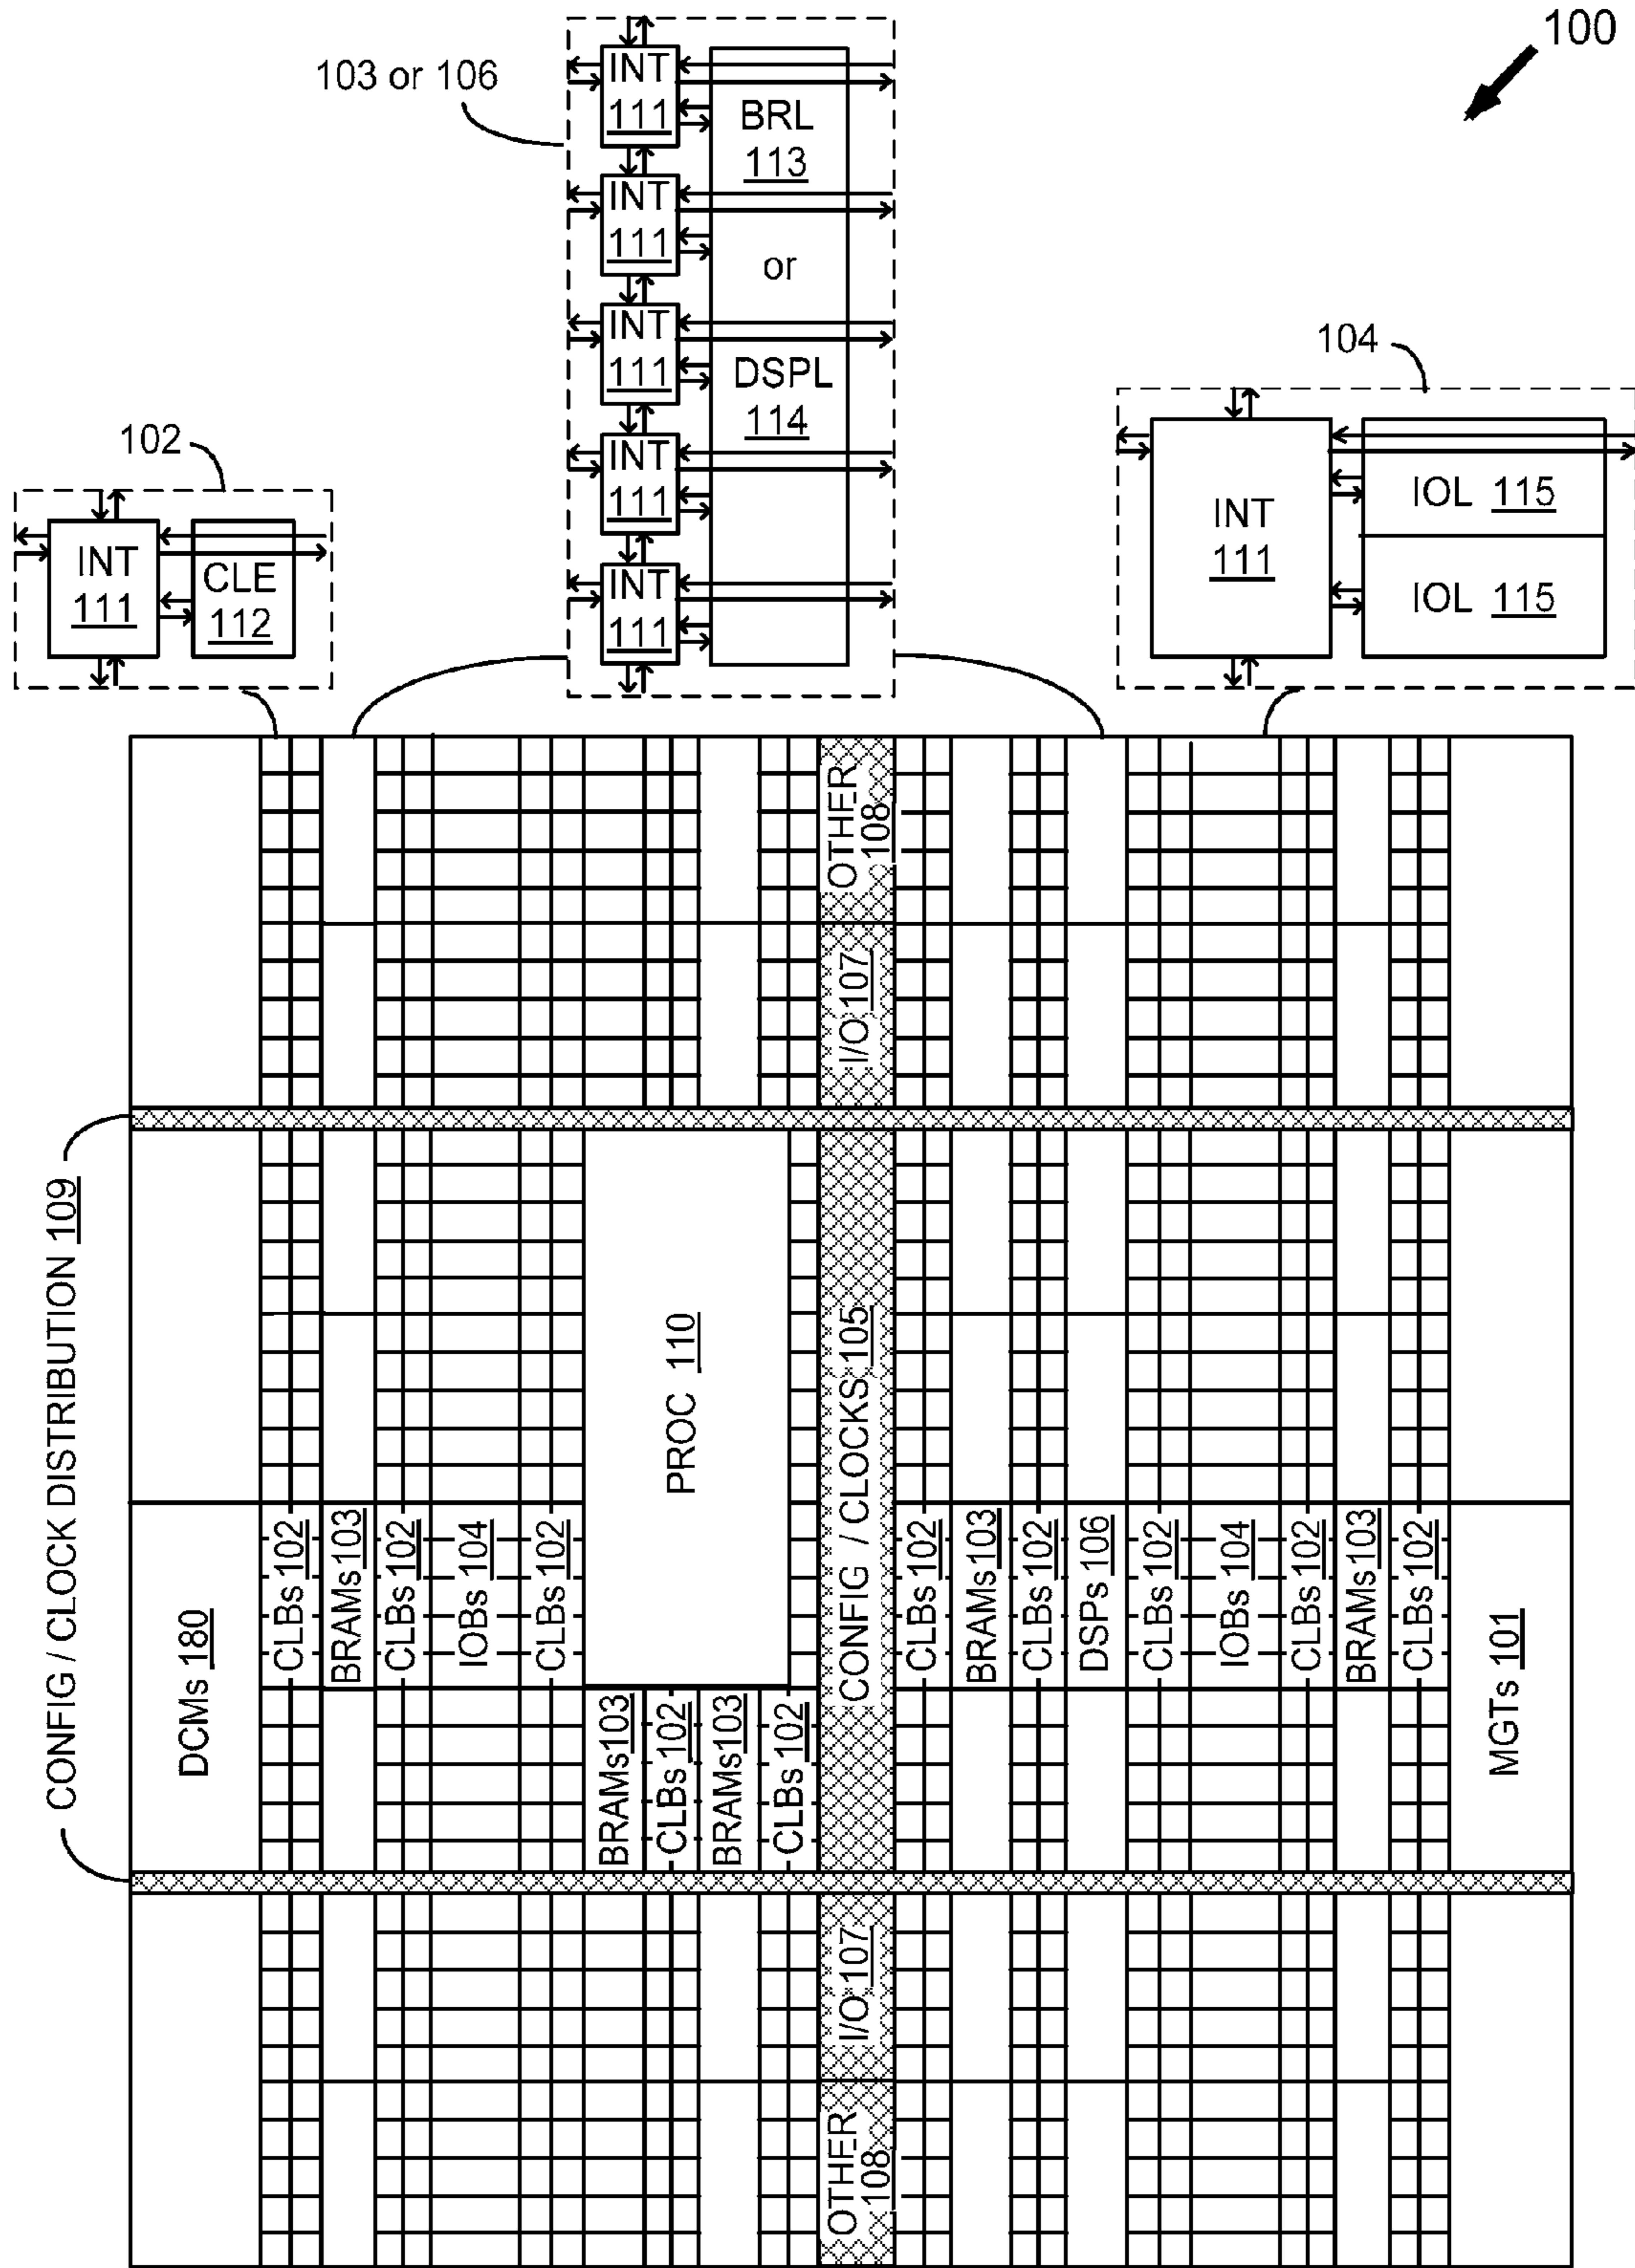 100
103 or 106
INT
111
INT
111
INT
111
INT
111
INT
111
BRL
113
or
DSPL
114
104
INT
111
IOL 115
IOL 115
102
INT
111
CLE
112
CONFIG / CLOCK DISTRIBUTION 109
OTHER
108
I/O 107
DCMs 180
CLBs 102
BRAMs 103
CLBs 102
IOBs 104
CLBs 102
PROC 110
BRAMs 103
CLBs 102
BRAMs 103
CLBs 102
CONFIG / CLOCKS 105
CLBs 102
BRAMs 103
CLBs 102
DSPs 106
CLBs 102
IOBs 104
CLBs 102
BRAMs 103
CLBs 102
MGTs 101
I/O 107
OTHER
108